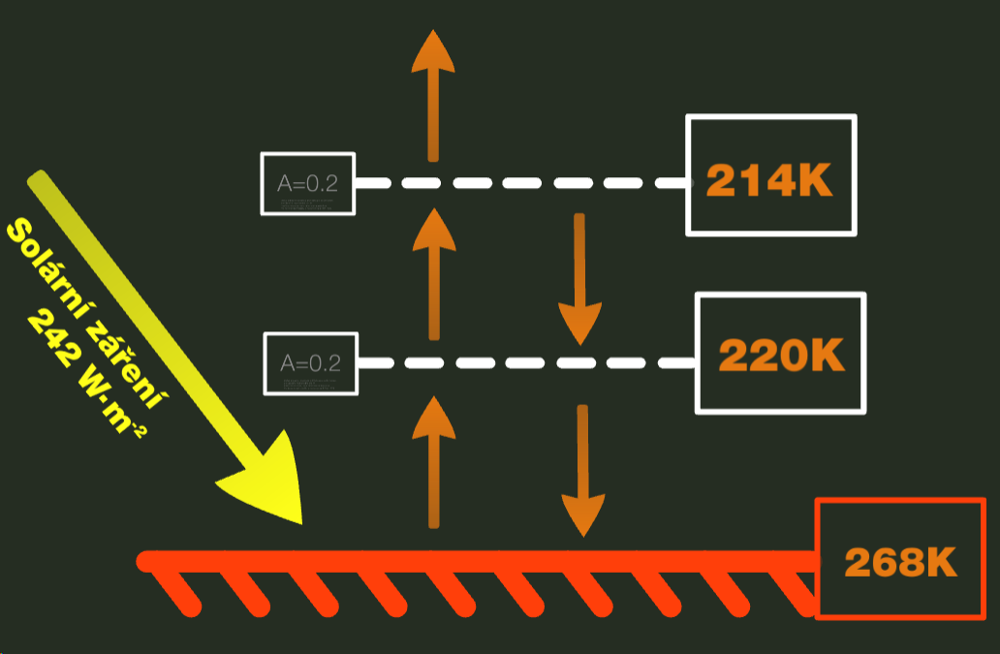 A=0.2
214K
Solární záření
242 W·m-2
A=0.2
220K
268K